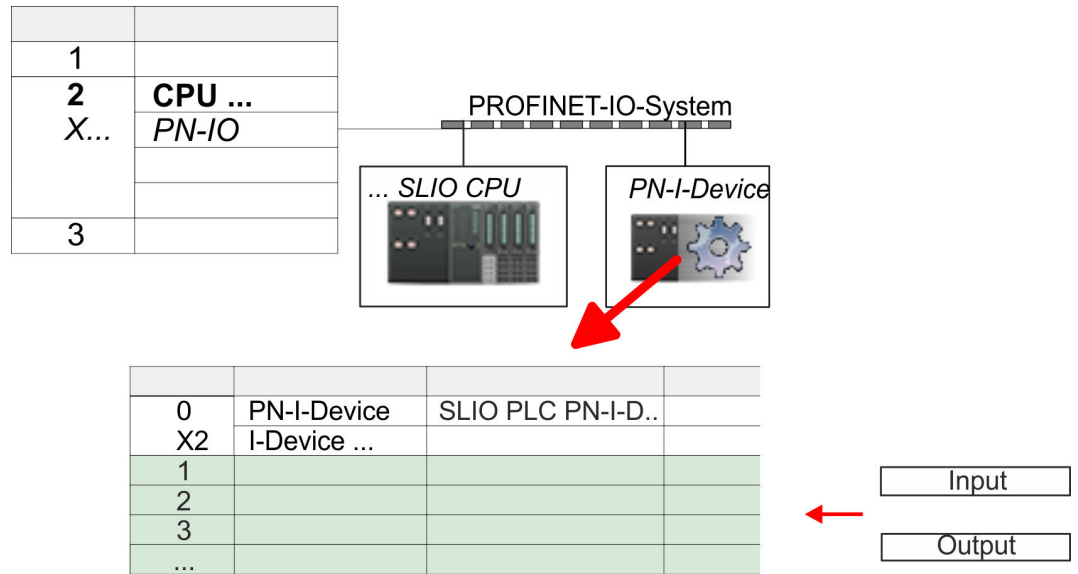 1
2 CPU ...
X... PN-IO
3
PROFINET-IO-System
... SLIO CPU
PN-I-Device
0 PN-I-Device SLIO PLC PN-I-D..
X2 I-Device ...
1
2
3
...
Input
Output